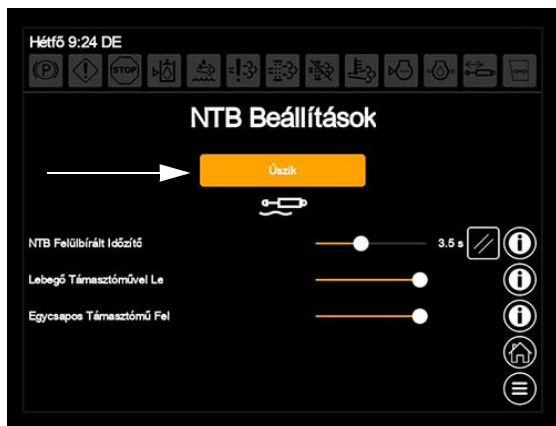 Hétfő 9:24 DE
(P) STOP
NTB Beállítások
Úszik
NTB Felülbírált Időzítő 3.5 s
Lebegő Támasztóművel Le
Egycsapos Támasztómű Fel